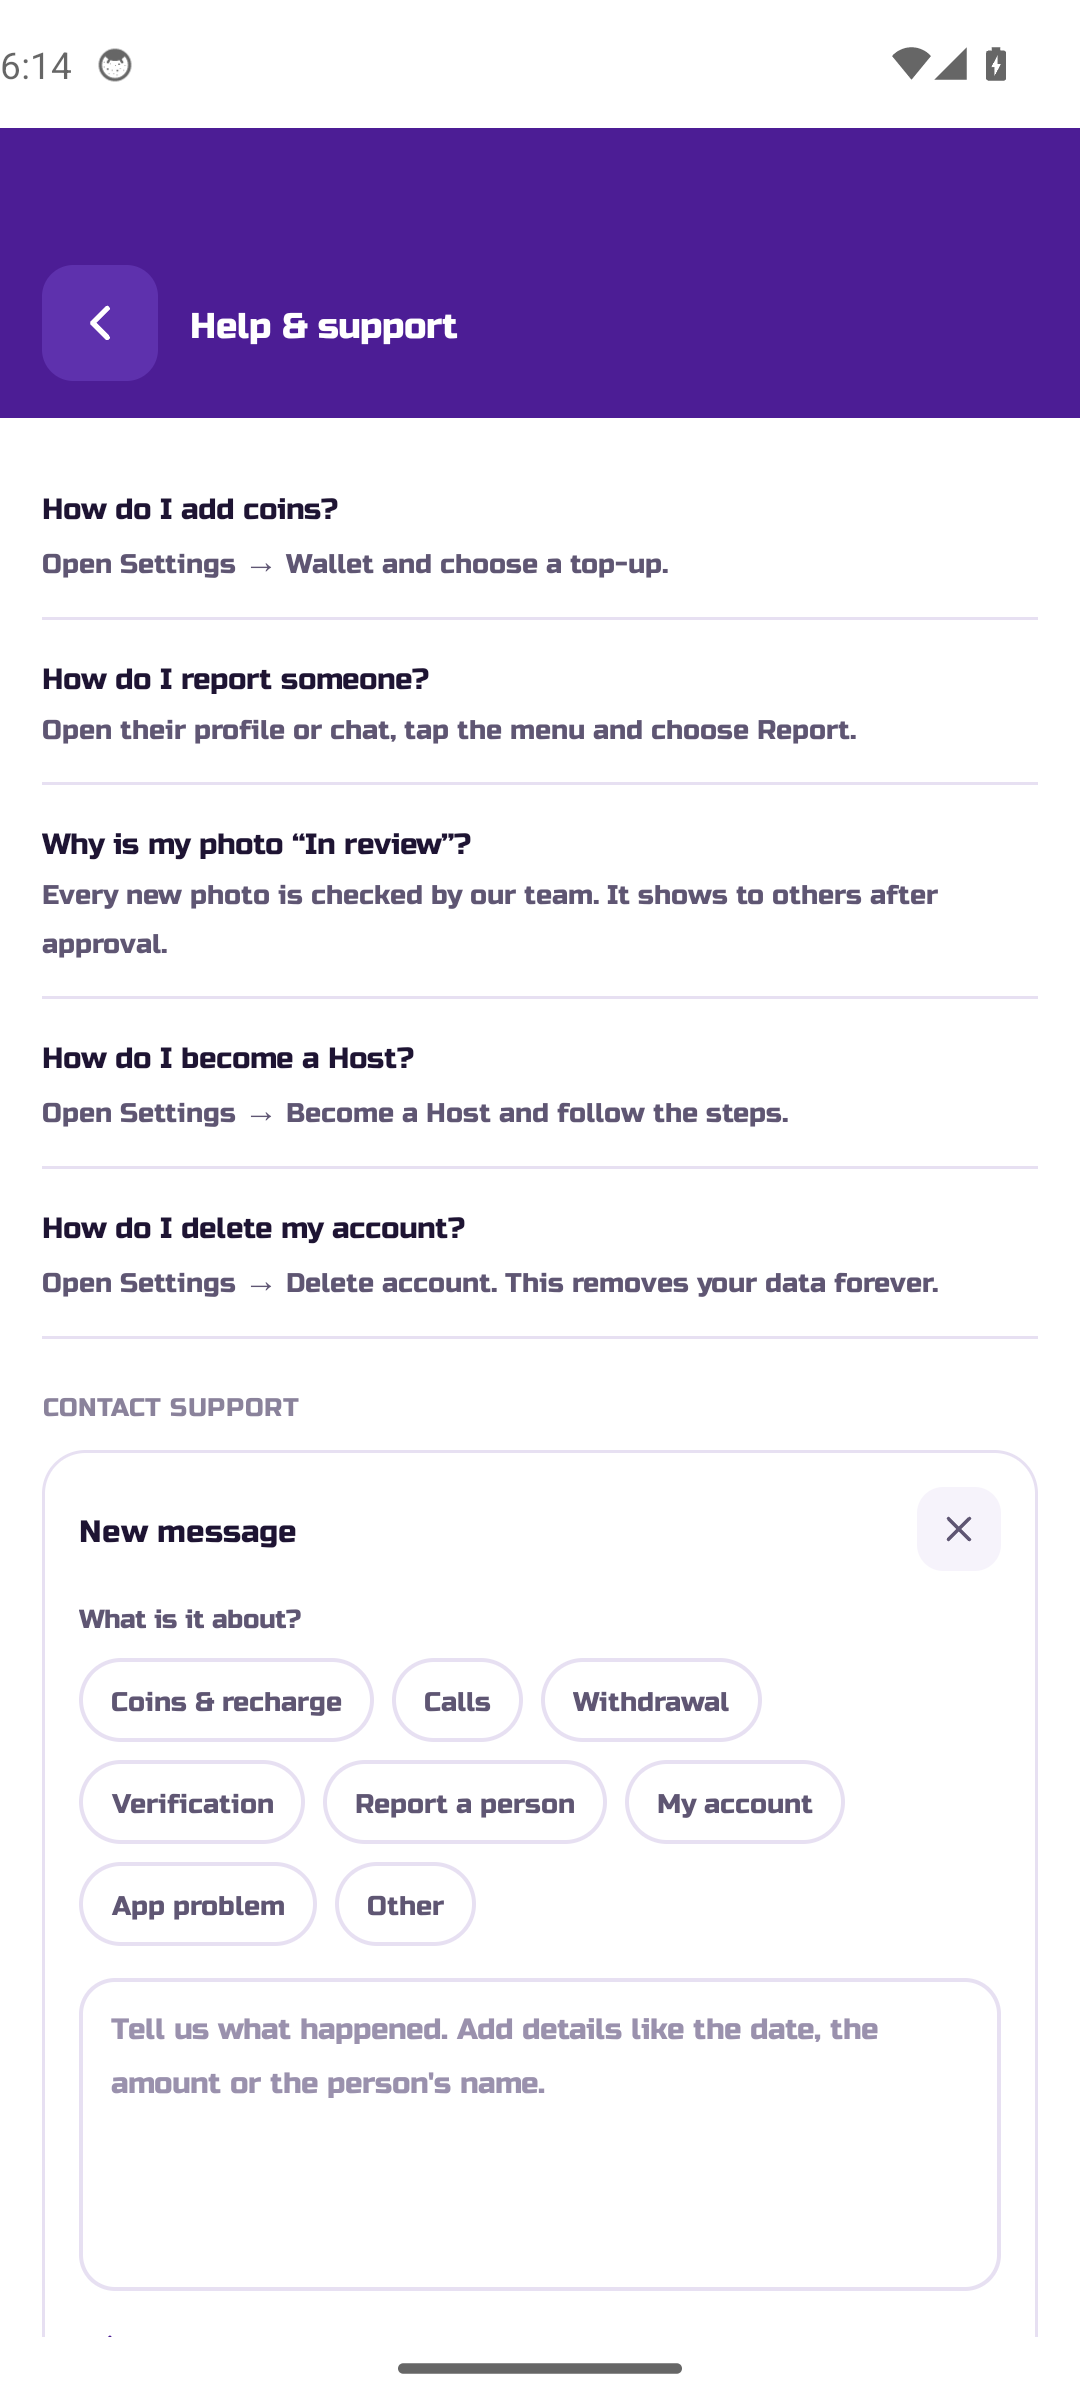 6:14
Help & support
How do I add coins?
Open Settings → Wallet and choose a top-up.
How do I report someone?
Open their profile or chat, tap the menu and choose Report.
Why is my photo “In review”?
Every new photo is checked by our team. It shows to others after
approval.
How do I become a Host?
Open Settings → Become a Host and follow the steps.
How do I delete my account?
Open Settings → Delete account. This removes your data forever.
CONTACT SUPPORT
New message
What is it about?
Coins & recharge
Calls
Withdrawal
Verification
Report a person
My account
App problem
Other
Tell us what happened. Add details like the date, the
amount or the person's name.